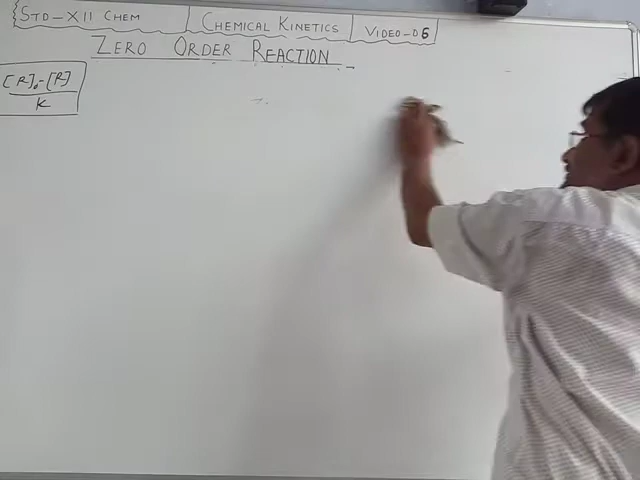 STD-XII CHEM | CHEMICAL KINETICS | VIDEO-06
ZERO ORDER REACTION
[R]₀-[R]
K